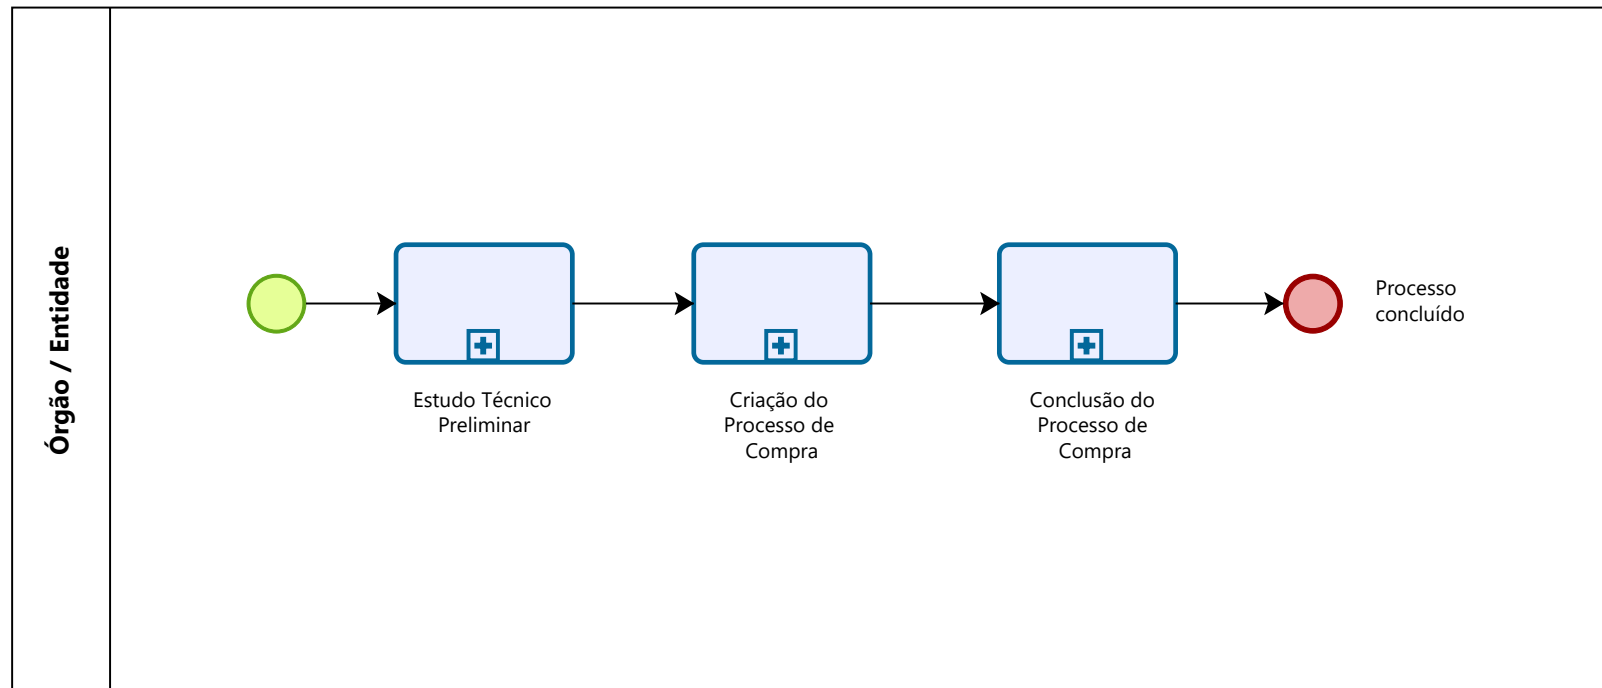 Órgão / Entidade
Estudo Técnico
Preliminar
Criação do
Processo de
Compra
Conclusão do
Processo de
Compra
Processo
concluído